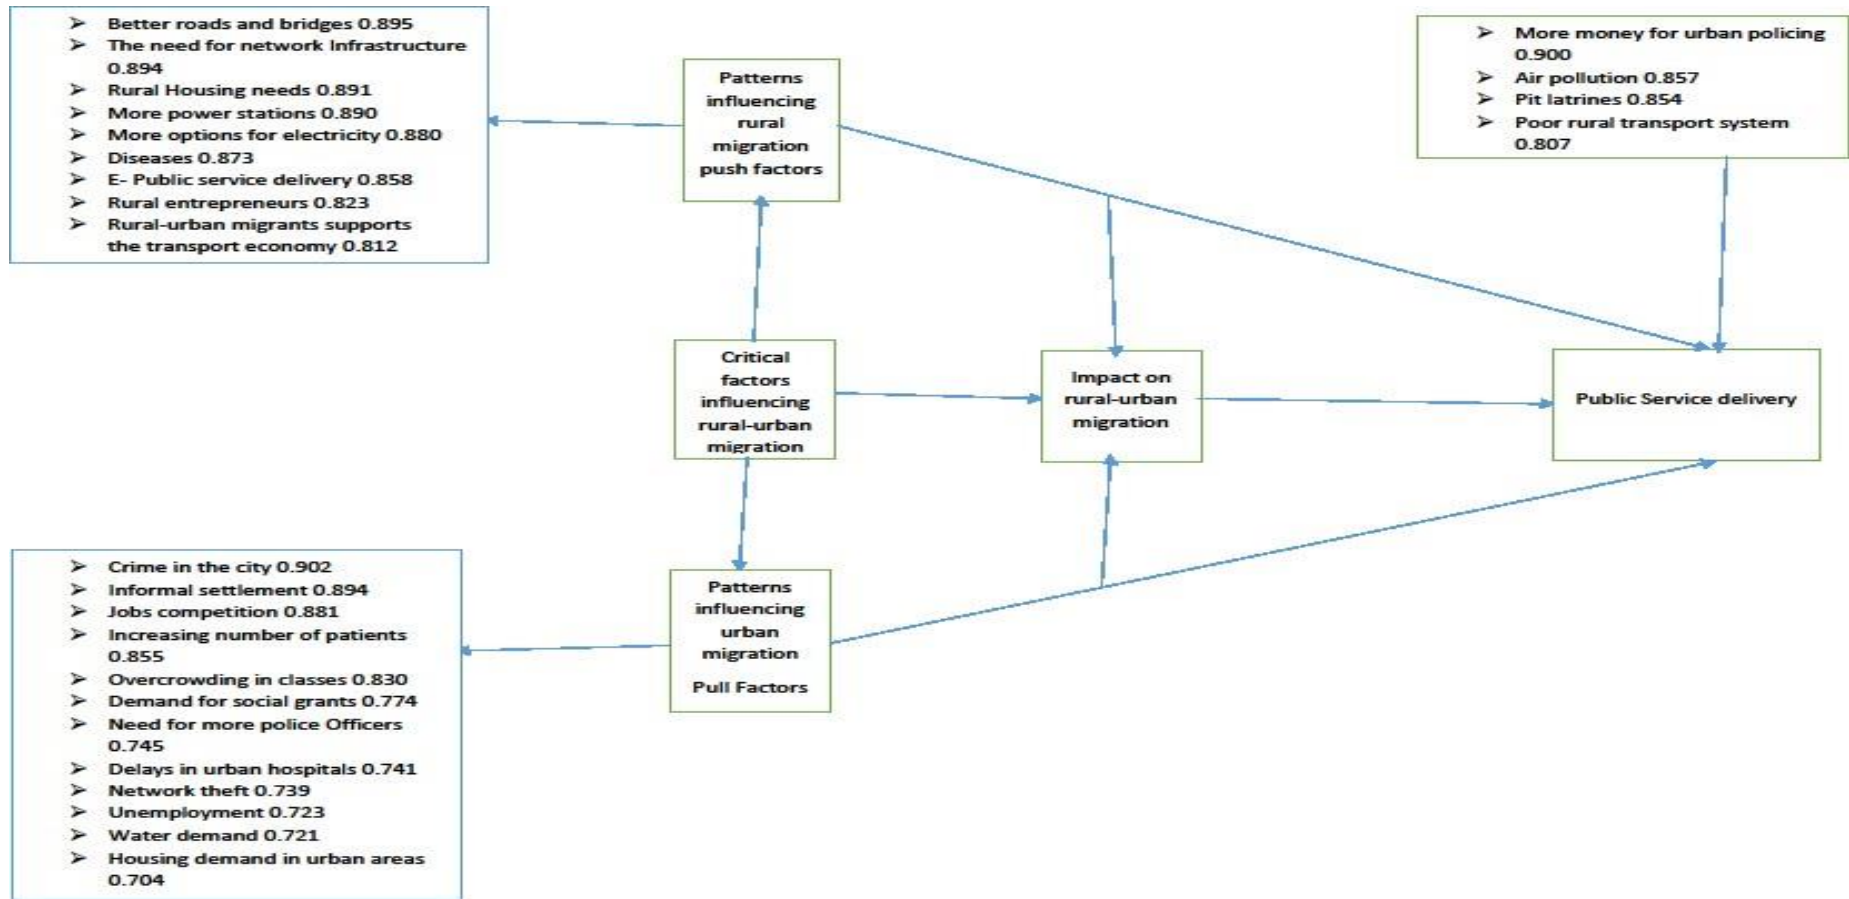 ➢ Better roads and bridges 0.895
➢ The need for network Infrastructure
0.894
➢ Rural Housing needs 0.891
➢ More power stations 0.890
➢ More options for electricity 0.880
➢ Diseases 0.873
➢ E- Public service delivery 0.858
➢ Rural entrepreneurs 0.823
➢ Rural-urban migrants supports
the transport economy 0.812
Patterns
influencing
rural
migration
push factors
➢ More money for urban policing
0.900
➢ Air pollution 0.857
➢ Pit latrines 0.854
➢ Poor rural transport system
0.807
Critical
factors
influencing
rural-urban
migration
Impact on
rural-urban
migration
Public Service delivery
➢ Crime in the city 0.902
➢ Informal settlement 0.894
➢ Jobs competition 0.881
➢ Increasing number of patients
0.855
➢ Overcrowding in classes 0.830
➢ Demand for social grants 0.774
➢ Need for more police Officers
0.745
➢ Delays in urban hospitals 0.741
➢ Network theft 0.739
➢ Unemployment 0.723
➢ Water demand 0.721
➢ Housing demand in urban areas
0.704
Patterns
influencing
urban
migration
Pull Factors